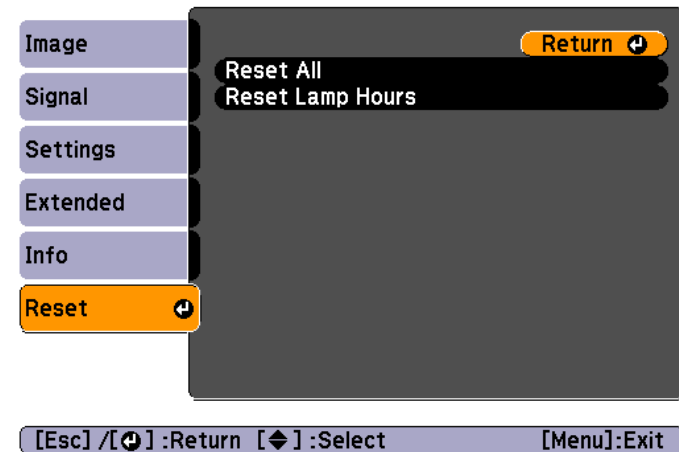 Image
Signal
Settings
Extended
Info
Reset
Return
Reset All
Reset Lamp Hours
[Esc] /[⏎] :Return [◆] :Select [Menu]:Exit